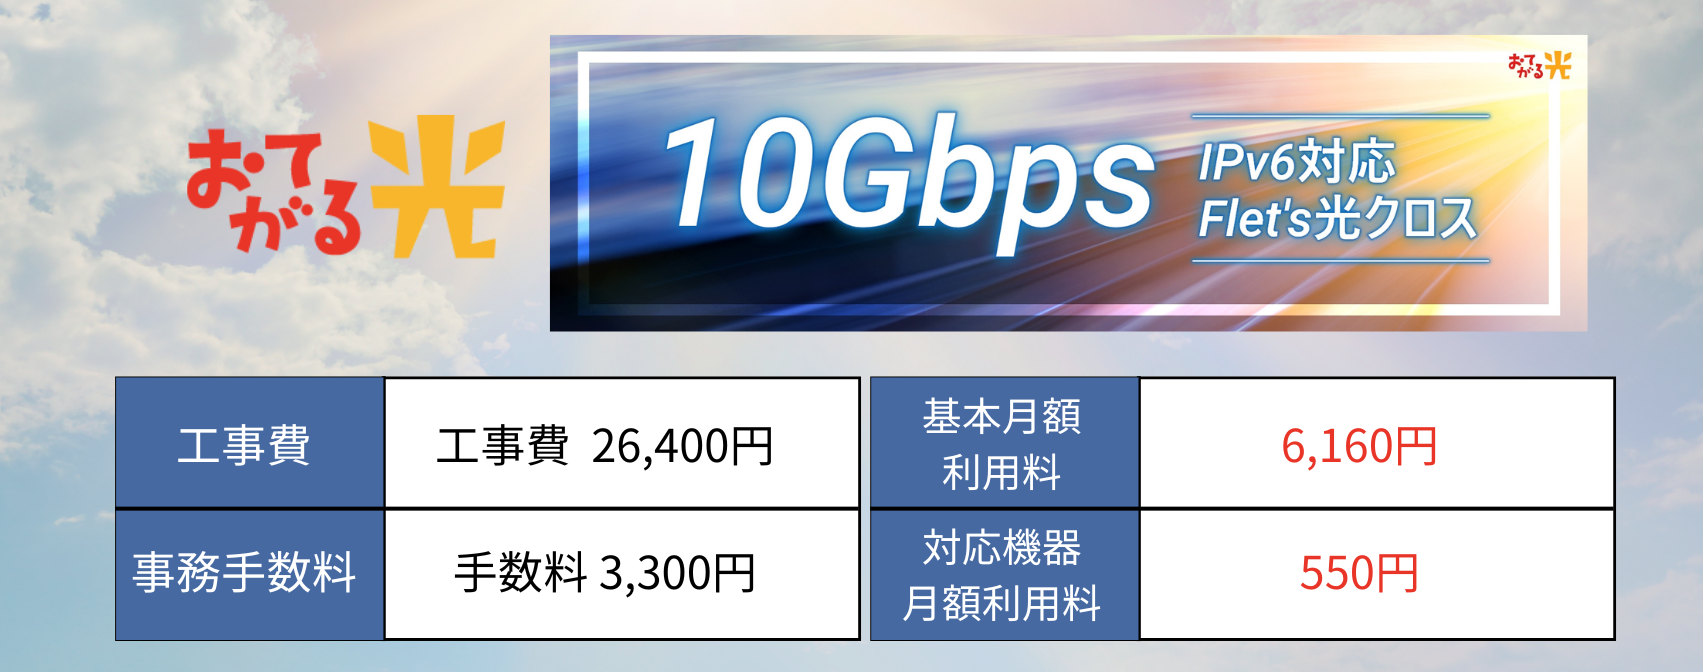 おてがる光
おてがる光
10Gbps
IPv6対応
Flet's光クロス
工事費
工事費 26,400円
基本月額
利用料
6,160円
事務手数料
手数料 3,300円
対応機器
月額利用料
550円